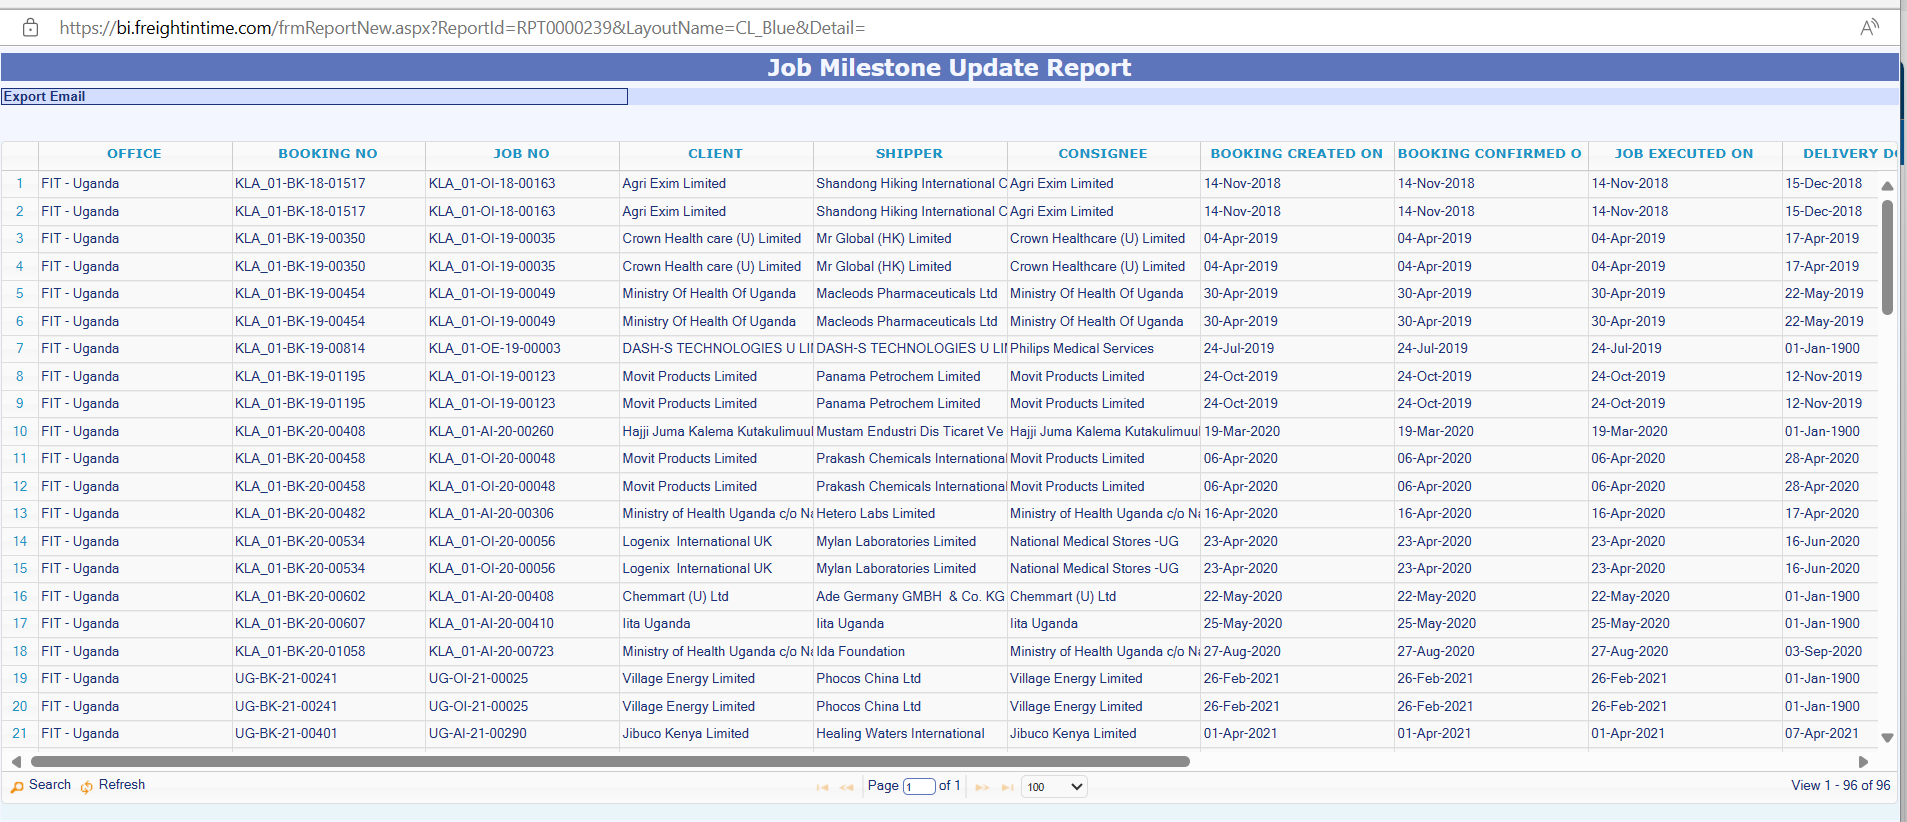 https://bi.freightintime.com/frmReportNew.aspx?ReportId=RPT0000239&LayoutName=CL_Blue&Detail=
Job Milestone Update Report
Export Email
OFFICE BOOKING NO JOB NO CLIENT SHIPPER CONSIGNEE BOOKING CREATED ON BOOKING CONFIRMED O JOB EXECUTED ON DELIVERY DO
1 FIT - Uganda KLA_01-BK-18-01517 KLA_01-OI-18-00163 Agri Exim Limited Shandong Hiking International C Agri Exim Limited 14-Nov-2018 14-Nov-2018 14-Nov-2018 15-Dec-2018
2 FIT - Uganda KLA_01-BK-18-01517 KLA_01-OI-18-00163 Agri Exim Limited Shandong Hiking International C Agri Exim Limited 14-Nov-2018 14-Nov-2018 14-Nov-2018 15-Dec-2018
3 FIT - Uganda KLA_01-BK-19-00350 KLA_01-OI-19-00035 Crown Health care (U) Limited Mr Global (HK) Limited Crown Healthcare (U) Limited 04-Apr-2019 04-Apr-2019 04-Apr-2019 17-Apr-2019
4 FIT - Uganda KLA_01-BK-19-00350 KLA_01-OI-19-00035 Crown Health care (U) Limited Mr Global (HK) Limited Crown Healthcare (U) Limited 04-Apr-2019 04-Apr-2019 04-Apr-2019 17-Apr-2019
5 FIT - Uganda KLA_01-BK-19-00454 KLA_01-OI-19-00049 Ministry Of Health Of Uganda Macleods Pharmaceuticals Ltd Ministry Of Health Of Uganda 30-Apr-2019 30-Apr-2019 30-Apr-2019 22-May-2019
6 FIT - Uganda KLA_01-BK-19-00454 KLA_01-OI-19-00049 Ministry Of Health Of Uganda Macleods Pharmaceuticals Ltd Ministry Of Health Of Uganda 30-Apr-2019 30-Apr-2019 30-Apr-2019 22-May-2019
7 FIT - Uganda KLA_01-BK-19-00814 KLA_01-OE-19-00003 DASH-S TECHNOLOGIES U LI DASH-S TECHNOLOGIES U LI Philips Medical Services 24-Jul-2019 24-Jul-2019 24-Jul-2019 01-Jan-1900
8 FIT - Uganda KLA_01-BK-19-01195 KLA_01-OI-19-00123 Movit Products Limited Panama Petrochem Limited Movit Products Limited 24-Oct-2019 24-Oct-2019 24-Oct-2019 12-Nov-2019
9 FIT - Uganda KLA_01-BK-19-01195 KLA_01-OI-19-00123 Movit Products Limited Panama Petrochem Limited Movit Products Limited 24-Oct-2019 24-Oct-2019 24-Oct-2019 12-Nov-2019
10 FIT - Uganda KLA_01-BK-20-00408 KLA_01-AI-20-00260 Hajji Juma Kalema Kutakulimuul Mustam Endustri Dis Ticaret Ve Hajji Juma Kalema Kutakulimuul 19-Mar-2020 19-Mar-2020 19-Mar-2020 01-Jan-1900
11 FIT - Uganda KLA_01-BK-20-00458 KLA_01-OI-20-00048 Movit Products Limited Prakash Chemicals International Movit Products Limited 06-Apr-2020 06-Apr-2020 06-Apr-2020 28-Apr-2020
12 FIT - Uganda KLA_01-BK-20-00458 KLA_01-OI-20-00048 Movit Products Limited Prakash Chemicals International Movit Products Limited 06-Apr-2020 06-Apr-2020 06-Apr-2020 28-Apr-2020
13 FIT - Uganda KLA_01-BK-20-00482 KLA_01-AI-20-00306 Ministry of Health Uganda c/o Na Hetero Labs Limited Ministry of Health Uganda c/o Na 16-Apr-2020 16-Apr-2020 16-Apr-2020 17-Apr-2020
14 FIT - Uganda KLA_01-BK-20-00534 KLA_01-OI-20-00056 Logenix International UK Mylan Laboratories Limited National Medical Stores -UG 23-Apr-2020 23-Apr-2020 23-Apr-2020 16-Jun-2020
15 FIT - Uganda KLA_01-BK-20-00534 KLA_01-OI-20-00056 Logenix International UK Mylan Laboratories Limited National Medical Stores -UG 23-Apr-2020 23-Apr-2020 23-Apr-2020 16-Jun-2020
16 FIT - Uganda KLA_01-BK-20-00602 KLA_01-AI-20-00408 Chemmart (U) Ltd Ade Germany GMBH & Co. KG Chemmart (U) Ltd 22-May-2020 22-May-2020 22-May-2020 01-Jan-1900
17 FIT - Uganda KLA_01-BK-20-00607 KLA_01-AI-20-00410 Iita Uganda Iita Uganda Iita Uganda 25-May-2020 25-May-2020 25-May-2020 01-Jan-1900
18 FIT - Uganda KLA_01-BK-20-01058 KLA_01-AI-20-00723 Ministry of Health Uganda c/o Na Ida Foundation Ministry of Health Uganda c/o Na 27-Aug-2020 27-Aug-2020 27-Aug-2020 03-Sep-2020
19 FIT - Uganda UG-BK-21-00241 UG-OI-21-00025 Village Energy Limited Phocos China Ltd Village Energy Limited 26-Feb-2021 26-Feb-2021 26-Feb-2021 01-Jan-1900
20 FIT - Uganda UG-BK-21-00241 UG-OI-21-00025 Village Energy Limited Phocos China Ltd Village Energy Limited 26-Feb-2021 26-Feb-2021 26-Feb-2021 01-Jan-1900
21 FIT - Uganda UG-BK-21-00401 UG-AI-21-00290 Jibuco Kenya Limited Healing Waters International Jibuco Kenya Limited 01-Apr-2021 01-Apr-2021 01-Apr-2021 07-Apr-2021
Search Refresh Page 1 of 1 100 View 1 - 96 of 96